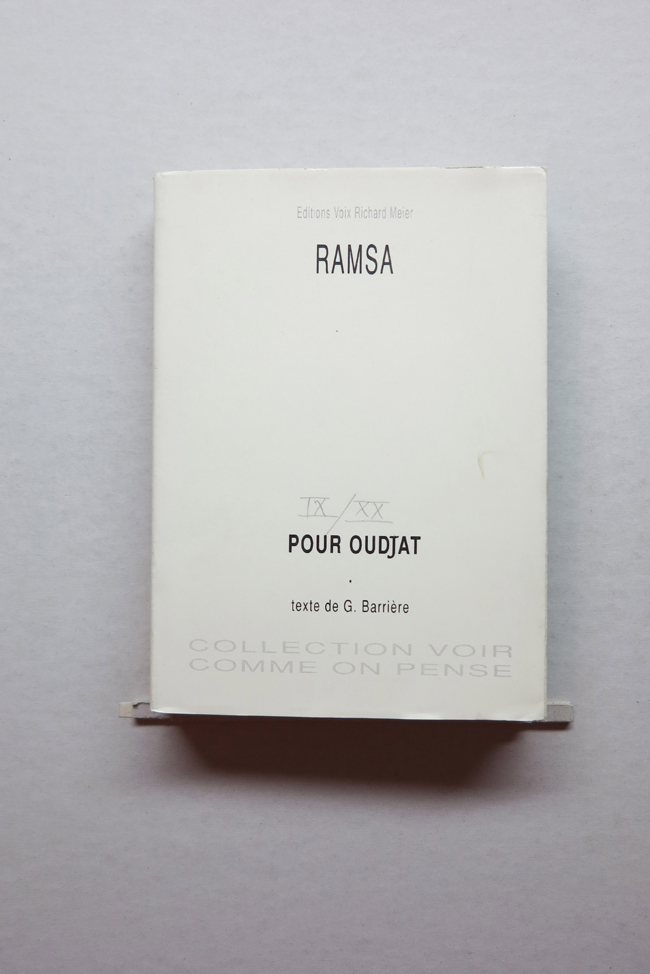 Editions Voix Richard Meier
RAMSA
IX/XX
POUR OUDJAT
.
texte de G. Barrière
COLLECTION VOIR
COMME ON PENSE